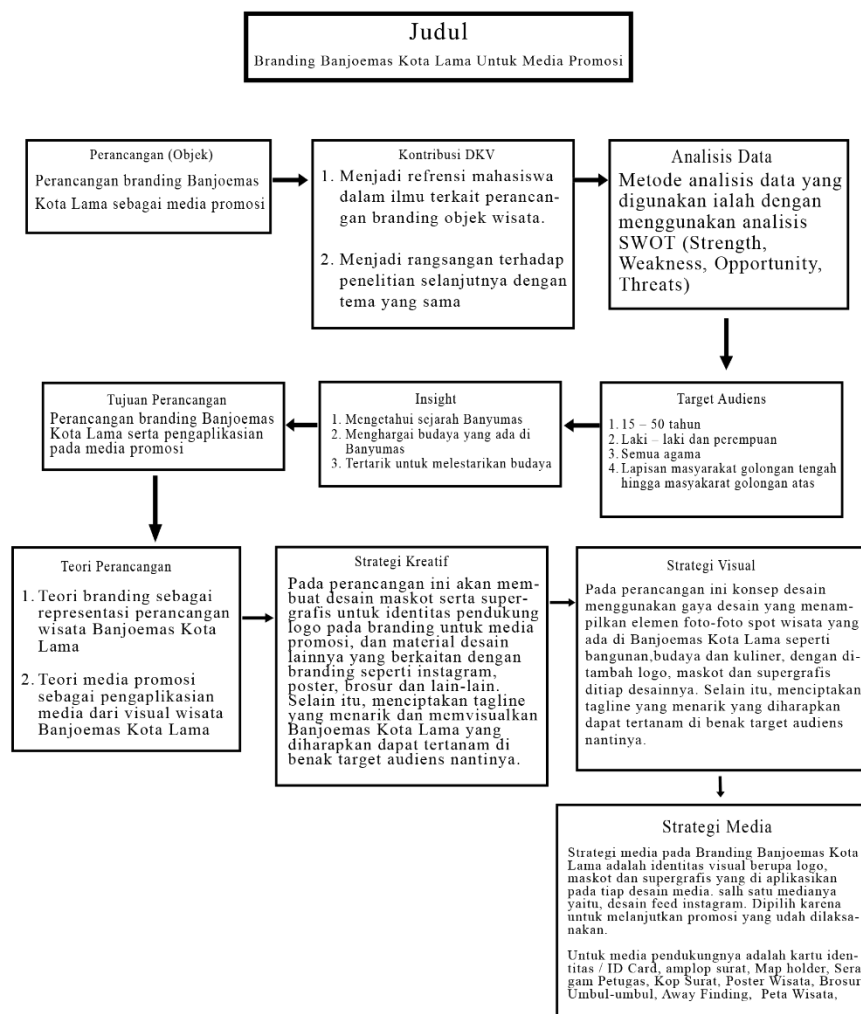 Judul
Branding Banjoemas Kota Lama Untuk Media Promosi
Perancangan (Objek)
Perancangan branding Banjoemas
Kota Lama sebagai media promosi
Kontribusi DKV
1. Menjadi refrensi mahasiswa
dalam ilmu terkait perancan-
gan branding objek wisata.
2. Menjadi rangsangan terhadap
penelitian selanjutnya dengan
tema yang sama
Analisis Data
Metode analisis data yang
digunakan ialah dengan
menggunakan analisis
SWOT (Strength,
Weakness, Opportunity,
Threats)
Target Audiens
1. 15 – 50 tahun
2. Laki – laki dan perempuan
3. Semua agama
4. Lapisan masyarakat golongan tengah
hingga masyakarat golongan atas
Insight
1. Mengetahui sejarah Banyumas
2. Menghargai budaya yang ada di
Banyumas
3. Tertarik untuk melestarikan budaya
Tujuan Perancangan
Perancangan branding Banjoemas
Kota Lama serta pengaplikasian
pada media promosi
Teori Perancangan
1. Teori branding sebagai
representasi perancangan
wisata Banjoemas Kota
Lama
2. Teori media promosi
sebagai pengaplikasian
media dari visual wisata
Banjoemas Kota Lama
Strategi Kreatif
Pada perancangan ini akan mem-
buat desain maskot serta super-
grafis untuk identitas pendukung
logo pada branding untuk media
promosi, dan material desain
lainnya yang berkaitan dengan
branding seperti instagram,
poster, brosur dan lain-lain.
Selain itu, menciptakan tagline
yang menarik dan memvisualkan
Banjoemas Kota Lama yang
diharapkan dapat tertanam di
benak target audiens nantinya.
Strategi Visual
Pada perancangan ini konsep desain
menggunakan gaya desain yang menam-
pilkan elemen foto-foto spot wisata yang
ada di Banjoemas Kota Lama seperti
bangunan,budaya dan kuliner, dengan di-
tambah logo, maskot dan supergrafis
ditiap desainnya. Selain itu, menciptakan
tagline yang menarik yang diharapkan
dapat tertanam di benak target audiens
nantinya.
Strategi Media
Strategi media pada Branding Banjoemas Kota
Lama adalah identitas visual berupa logo,
maskot dan supergrafis yang di aplikasikan
pada tiap desain media. salh satu medianya
yaitu, desain feed instagram. Dipilih karena
untuk melanjutkan promosi yang udah dilaksa-
nakan.
Untuk media pendukungnya adalah kartu iden-
titas / ID Card, amplop surat, Map holder, Sera
gam Petugas, Kop Surat, Poster Wisata, Brosur
Umbul-umbul, Away Finding, Peta Wisata,